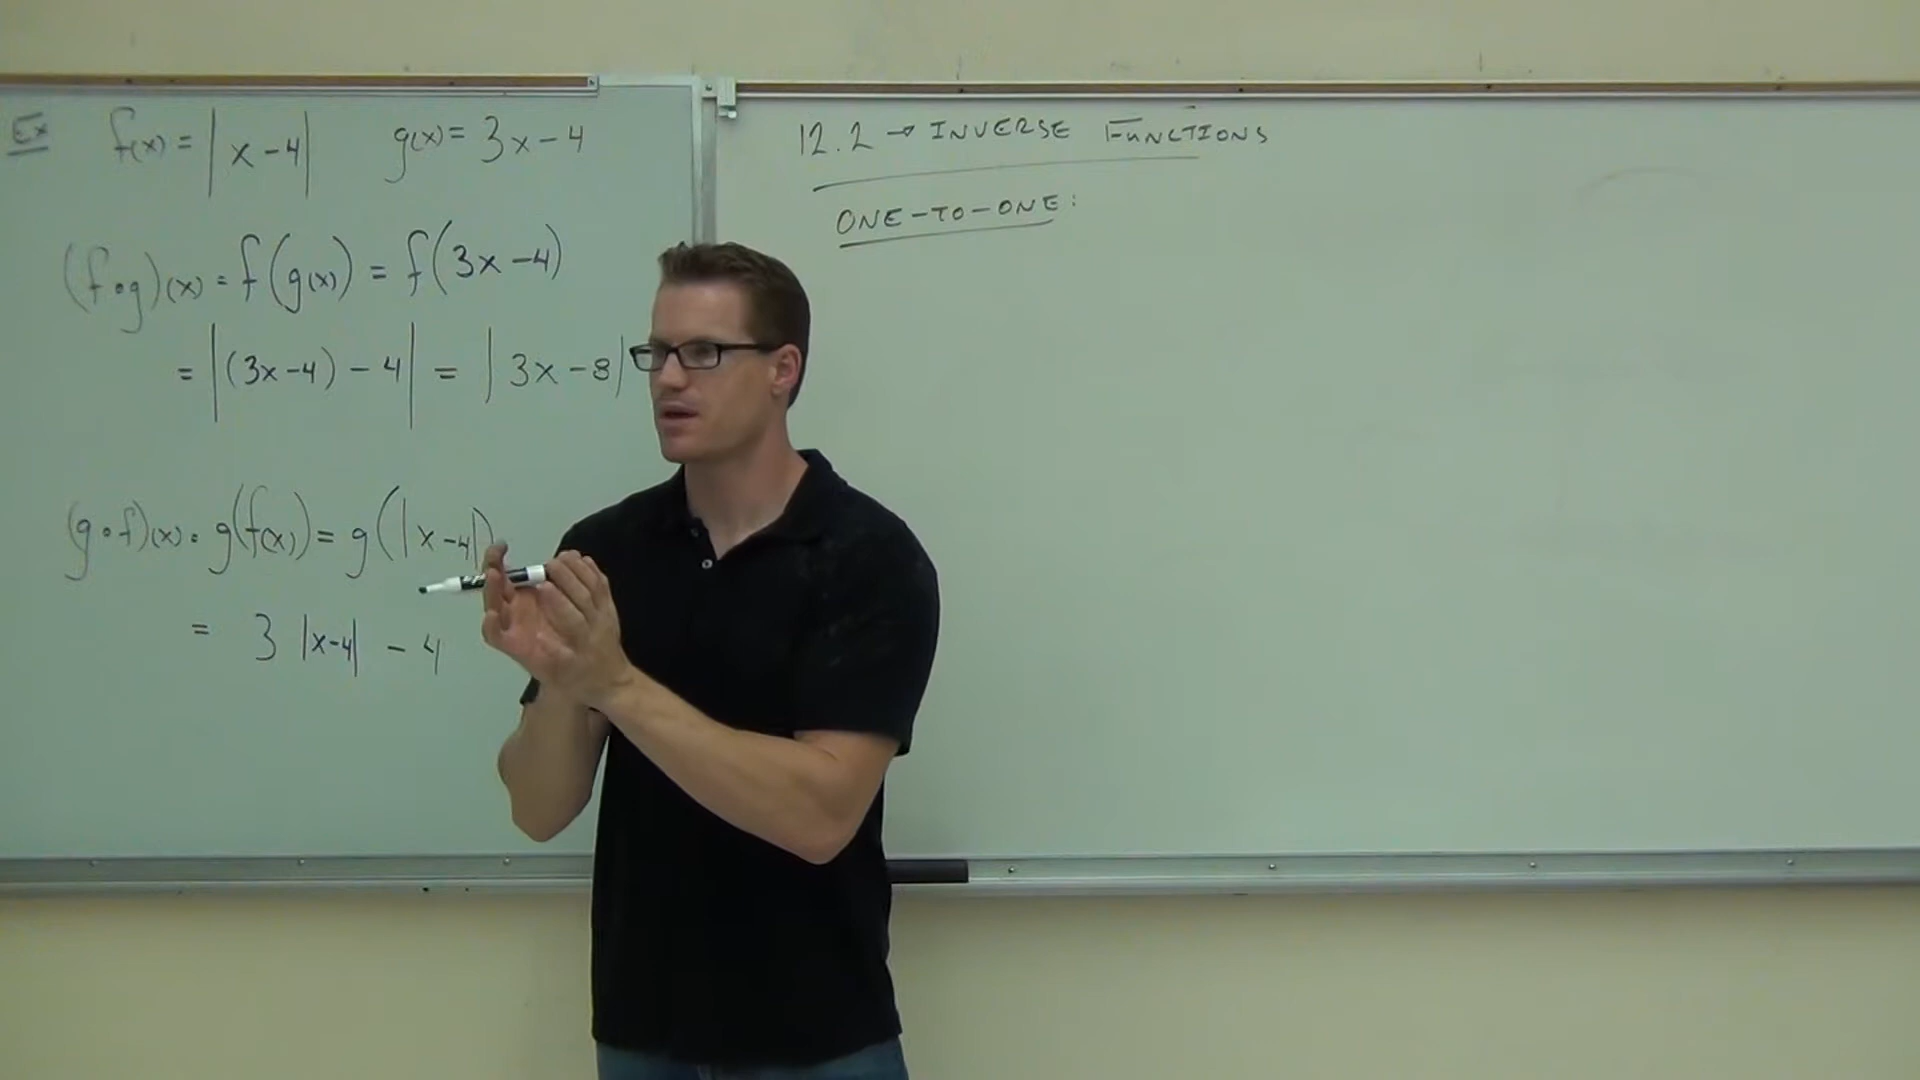 Ex f(x) = |x-4| g(x) = 3x-4
(f∘g)(x) = f(g(x)) = f(3x-4)
= |(3x-4)-4| = |3x-8|
(g∘f)(x) = g(f(x)) = g(|x-4|)
= 3|x-4| - 4
12.2 → INVERSE FUNCTIONS
ONE-TO-ONE: